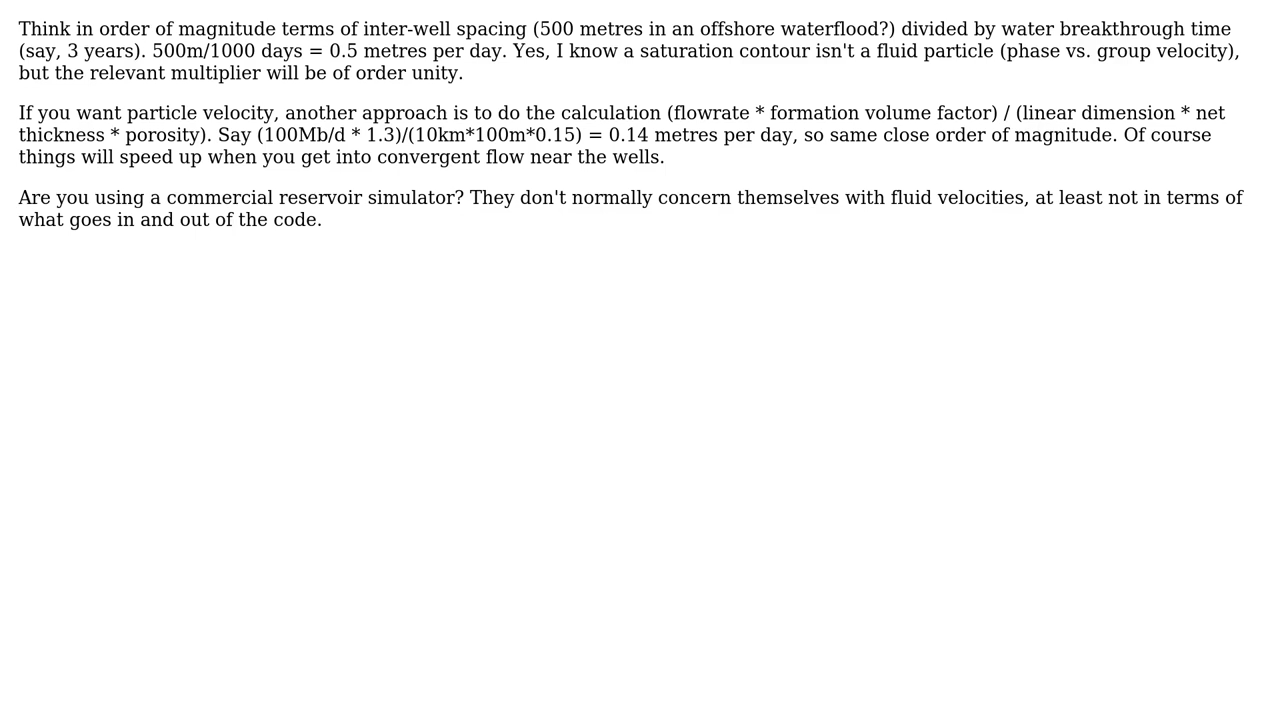 Think in order of magnitude terms of inter-well spacing (500 metres in an offshore waterflood?) divided by water breakthrough time
(say, 3 years). 500m/1000 days = 0.5 metres per day. Yes, I know a saturation contour isn't a fluid particle (phase vs. group velocity),
but the relevant multiplier will be of order unity.
If you want particle velocity, another approach is to do the calculation (flowrate * formation volume factor) / (linear dimension * net
thickness * porosity). Say (100Mb/d * 1.3)/(10km*100m*0.15) = 0.14 metres per day, so same close order of magnitude. Of course
things will speed up when you get into convergent flow near the wells.
Are you using a commercial reservoir simulator? They don't normally concern themselves with fluid velocities, at least not in terms of
what goes in and out of the code.